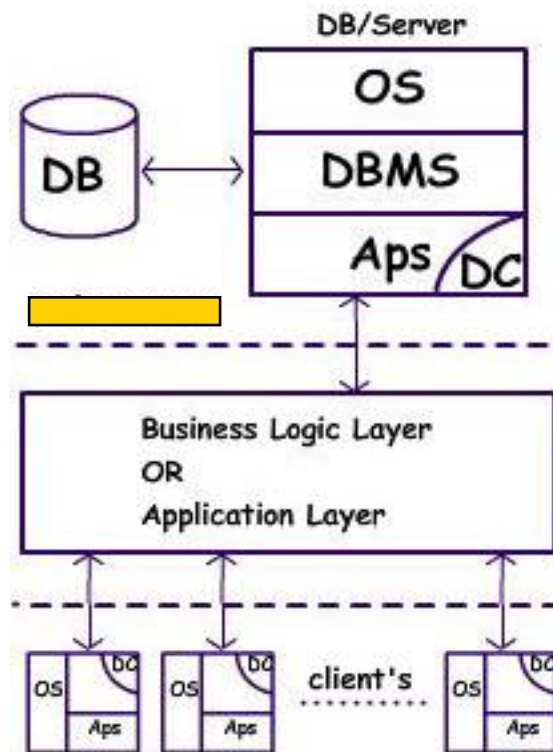 DB/Server
OS
DB
DBMS
Aps
DC
Business Logic Layer
OR
Application Layer
OS
DC
Aps
OS
DC
Aps
client's
OS
DC
Aps